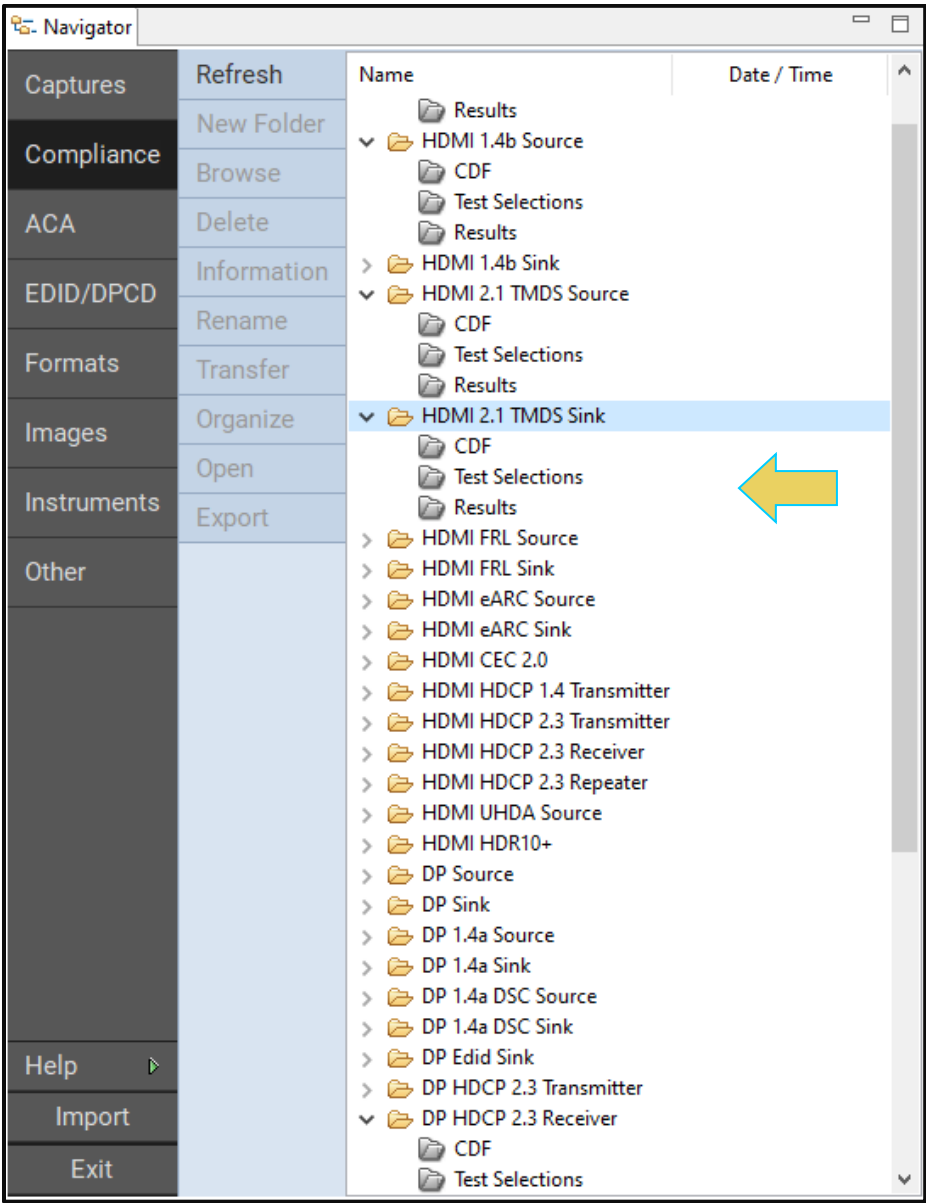 Navigator
Captures
Compliance
ACA
EDID/DPCD
Formats
Images
Instruments
Other
Help
Import
Exit
Refresh
New Folder
Browse
Delete
Information
Rename
Transfer
Organize
Open
Export
Name Date / Time
Results
HDMI 1.4b Source
CDF
Test Selections
Results
HDMI 1.4b Sink
HDMI 2.1 TMDS Source
CDF
Test Selections
Results
HDMI 2.1 TMDS Sink
CDF
Test Selections
Results
HDMI FRL Source
HDMI FRL Sink
HDMI eARC Source
HDMI eARC Sink
HDMI CEC 2.0
HDMI HDCP 1.4 Transmitter
HDMI HDCP 2.3 Transmitter
HDMI HDCP 2.3 Receiver
HDMI HDCP 2.3 Repeater
HDMI UHDA Source
HDMI HDR10+
DP Source
DP Sink
DP 1.4a Source
DP 1.4a Sink
DP 1.4a DSC Source
DP 1.4a DSC Sink
DP Edid Sink
DP HDCP 2.3 Transmitter
DP HDCP 2.3 Receiver
CDF
Test Selections